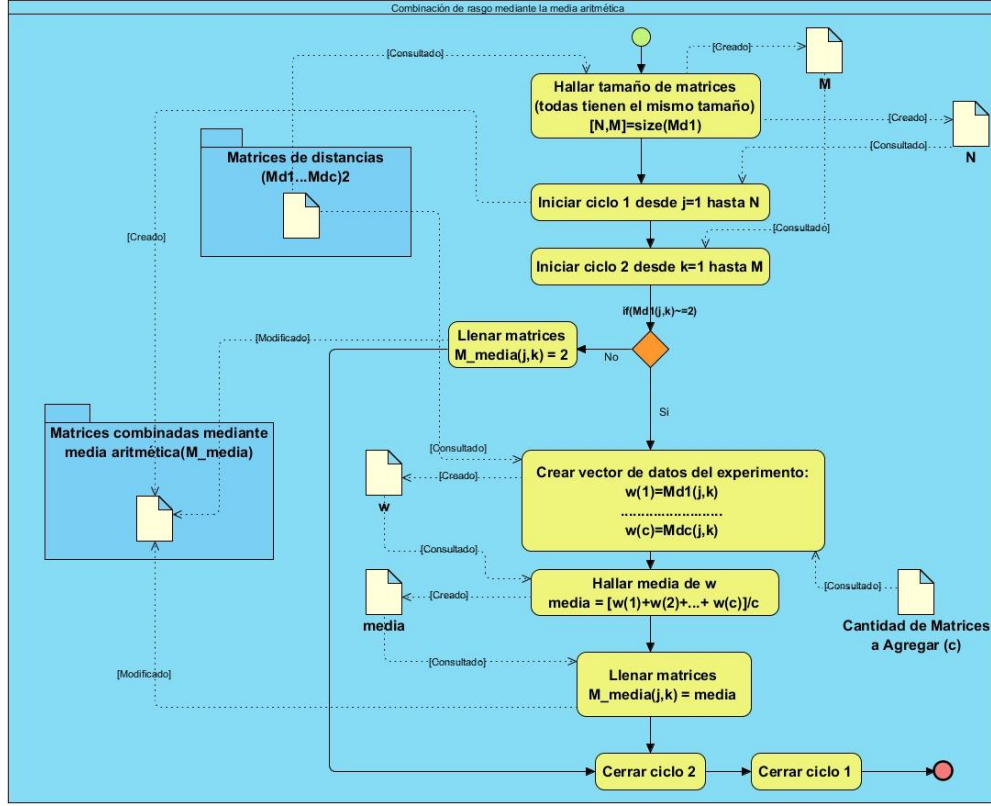 Combinación de rasgo mediante la media aritmética
[Consultado]
[Creado]
M
Hallar tamaño de matrices
(todas tienen el mismo tamaño)
[N,M]=size(Md1)
[Creado]
N
[Consultado]
Matrices de distancias
(Md1...Mdc)2
Iniciar ciclo 1 desde j=1 hasta N
[Creado]
[Consultado]
Iniciar ciclo 2 desde k=1 hasta M
if(Md1(j,k)~=2)
[Modificado]
Llenar matrices
M_media(j,k) = 2
No
Si
Matrices combinadas mediante
media aritmética(M_media)
[Consultado]
Crear vector de datos del experimento:
w(1)=Md1(j,k)
.........................
w(c)=Mdc(j,k)
[Creado]
w
[Consultado]
Hallar media de w
media = [w(1)+w(2)+...+ w(c)]/c
[Creado]
media
[Consultado]
Cantidad de Matrices
a Agregar (c)
[Consultado]
Llenar matrices
M_media(j,k) = media
[Modificado]
Cerrar ciclo 2
Cerrar ciclo 1